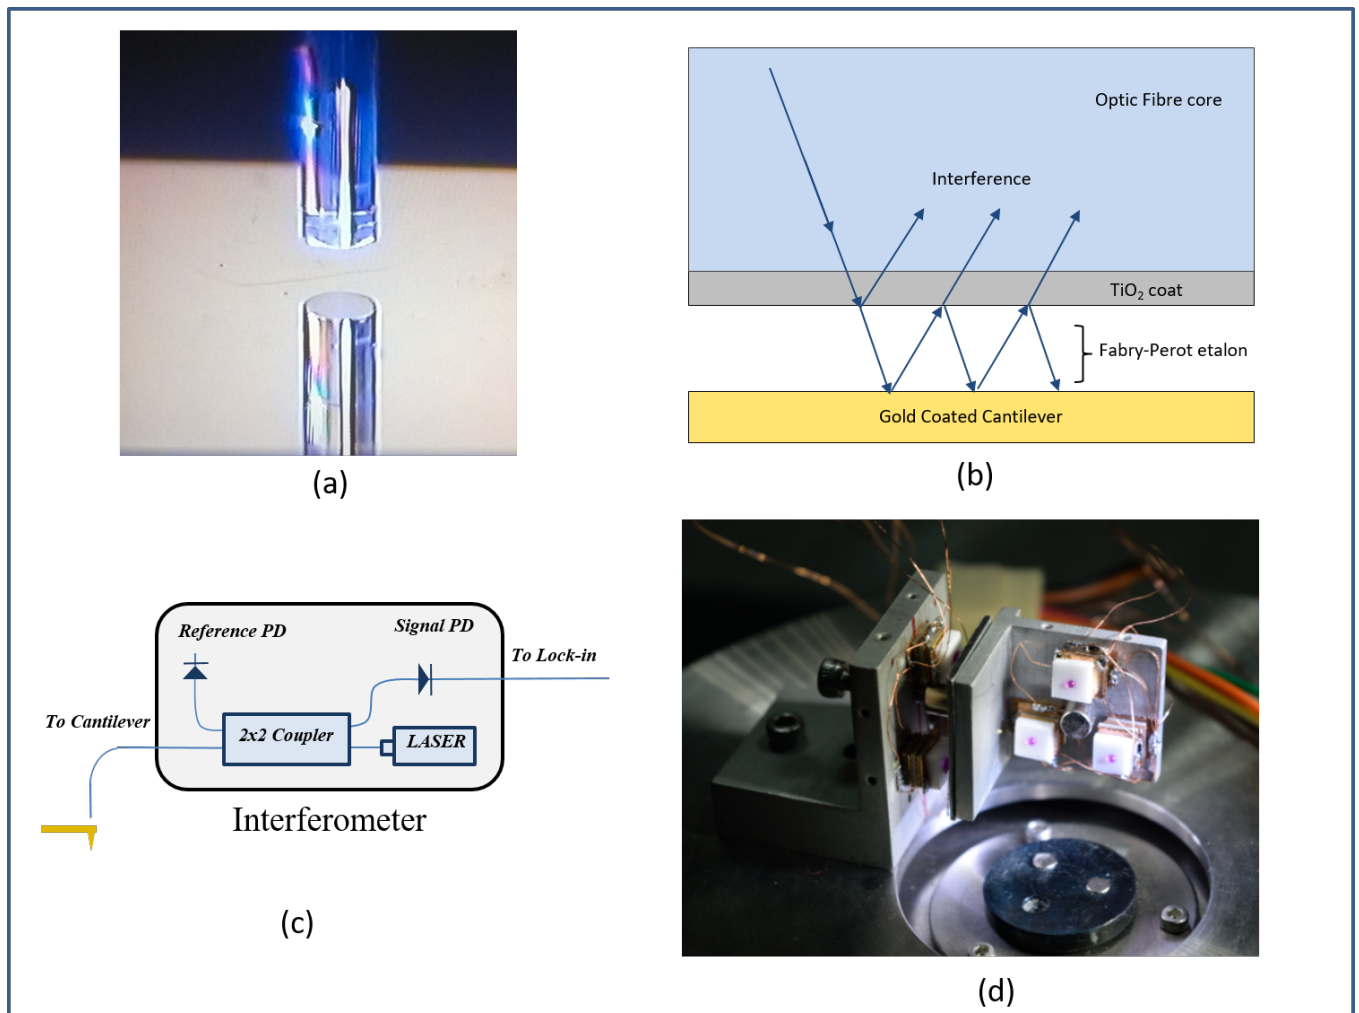 Optic Fibre core
Interference
TiO₂ coat
Fabry-Perot etalon
Gold Coated Cantilever
(a)
(b)
Reference PD
Signal PD
To Lock-in
To Cantilever
2x2 Coupler
LASER
Interferometer
(c)
(d)